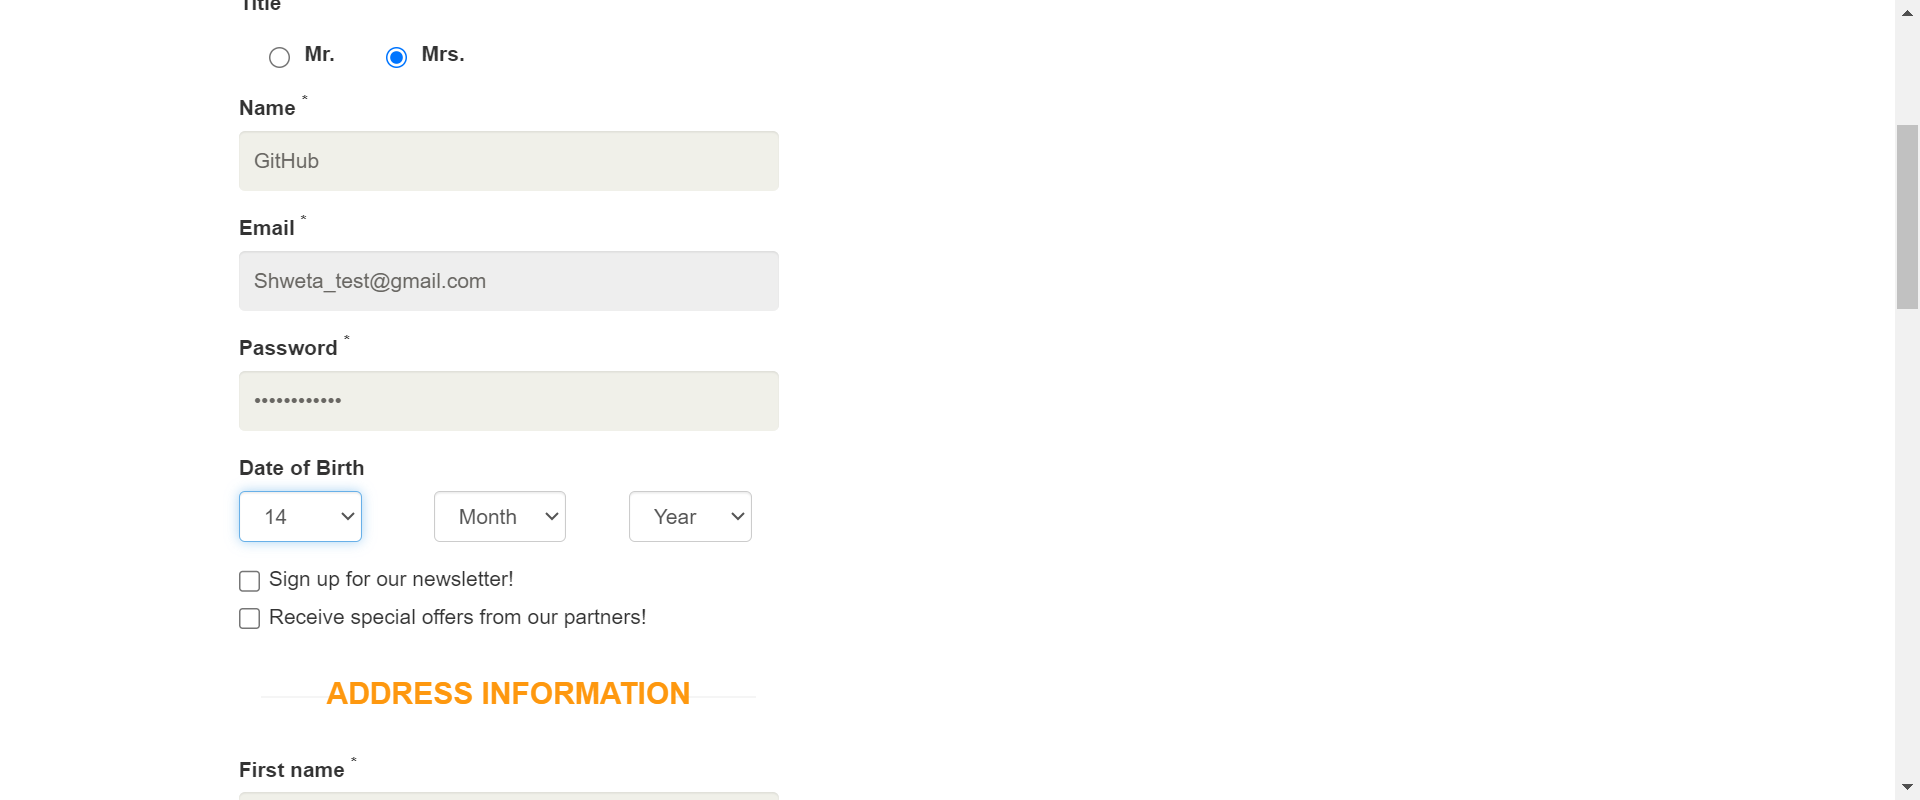 Title
Mr. Mrs.
Name *
GitHub
Email *
Shweta_test@gmail.com
Password *
••••••••••••
Date of Birth
14 Month Year
Sign up for our newsletter!
Receive special offers from our partners!
ADDRESS INFORMATION
First name *